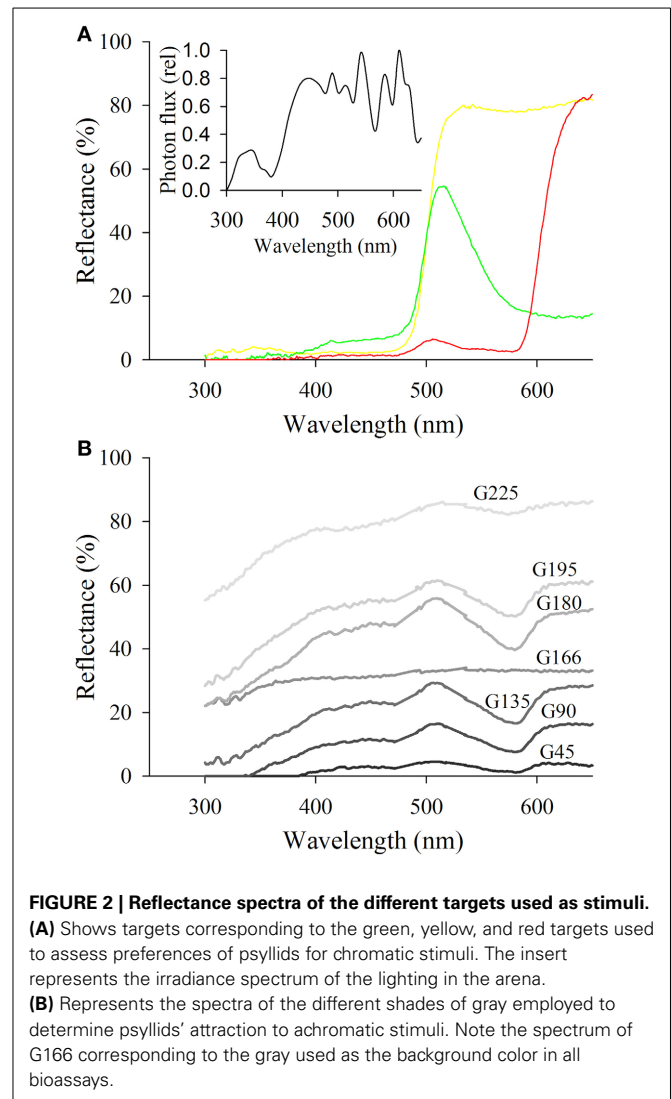 A
100
80
60
40
20
0
Reflectance (%)
300
400
500
600
Wavelength (nm)
1.0
0.8
0.6
0.4
0.2
0.0
Photon flux (rel)
300 400 500 600
Wavelength (nm)
B
100
80
60
40
20
0
Reflectance (%)
G225
G195
G180
G166
G135
G90
G45
300
400
500
600
Wavelength (nm)
FIGURE 2 | Reflectance spectra of the different targets used as stimuli.
(A) Shows targets corresponding to the green, yellow, and red targets used
to assess preferences of psyllids for chromatic stimuli. The insert
represents the irradiance spectrum of the lighting in the arena.
(B) Represents the spectra of the different shades of gray employed to
determine psyllids' attraction to achromatic stimuli. Note the spectrum of
G166 corresponding to the gray used as the background color in all
bioassays.